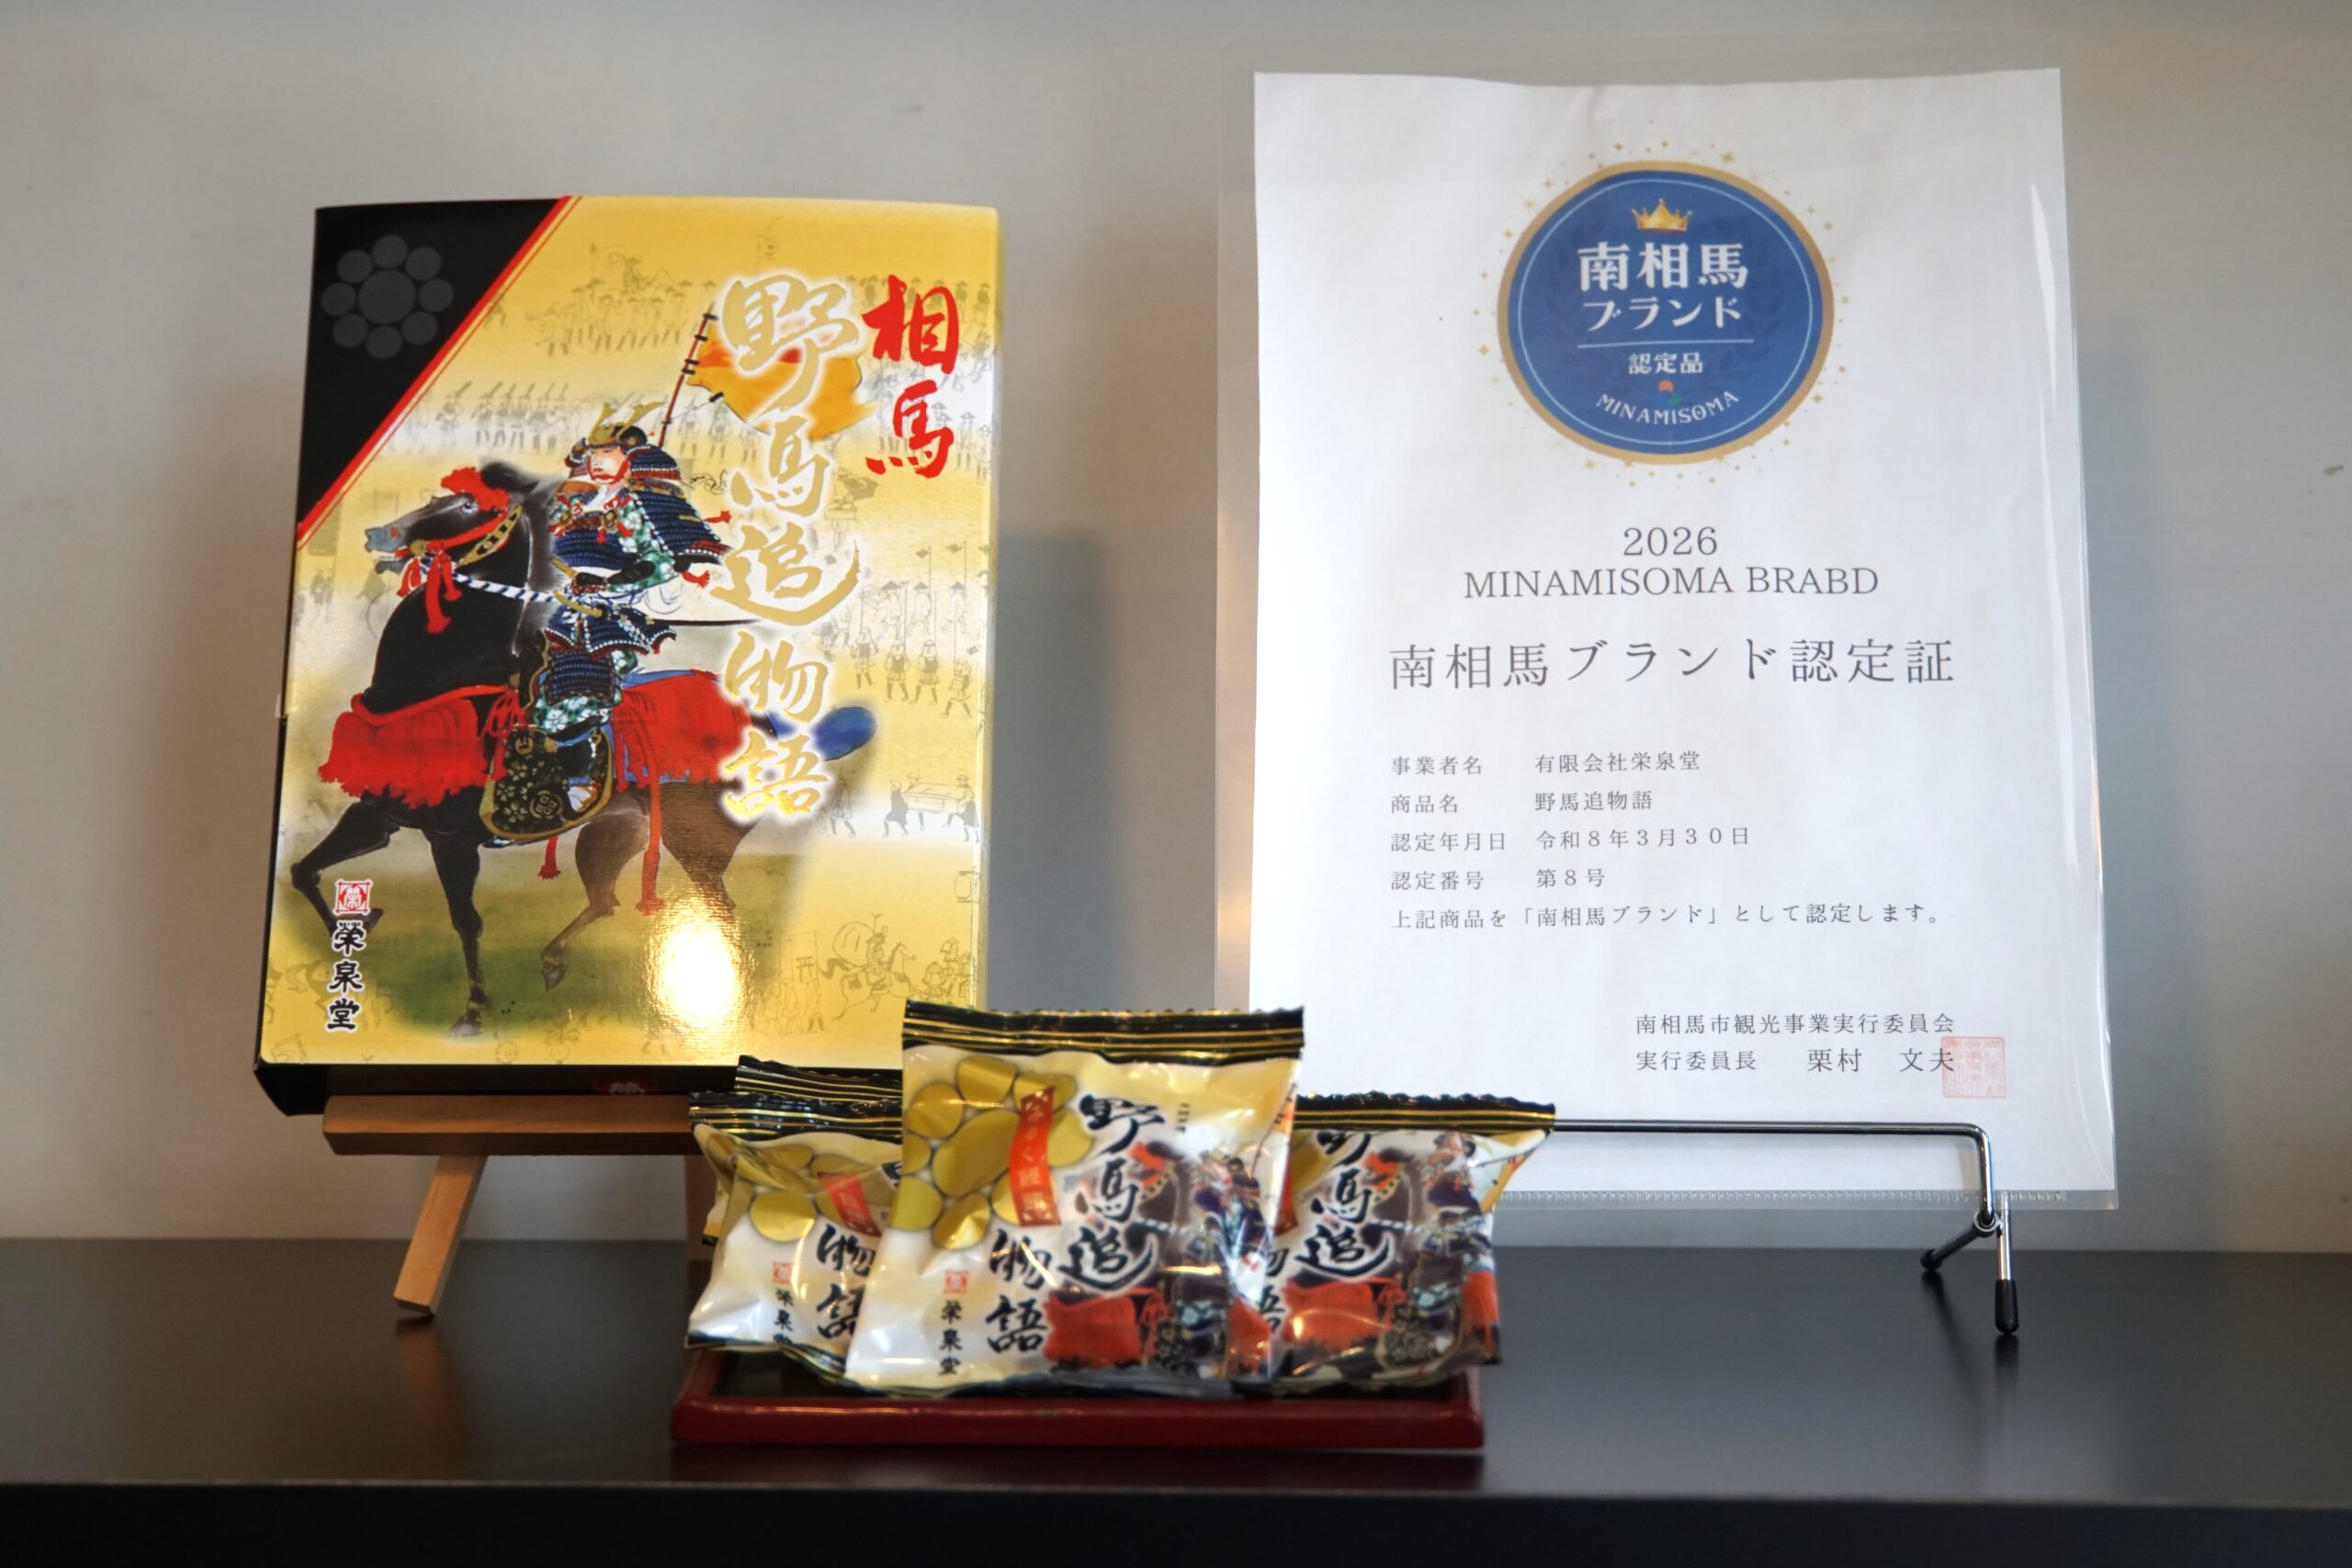 相馬
野馬追物語
榮泉堂
南相馬
ブランド
認定品
MINAMISOMA
2026
MINAMISOMA BRABD
南相馬ブランド認定証
事業者名 有限会社栄泉堂
商品名 野馬追物語
認定年月日 令和8年3月30日
認定番号 第8号
上記商品を「南相馬ブランド」として認定します。
南相馬市観光事業実行委員会
実行委員長 栗村 文夫
物語
榮泉堂
野馬追
物語
榮泉堂
野馬追
物語